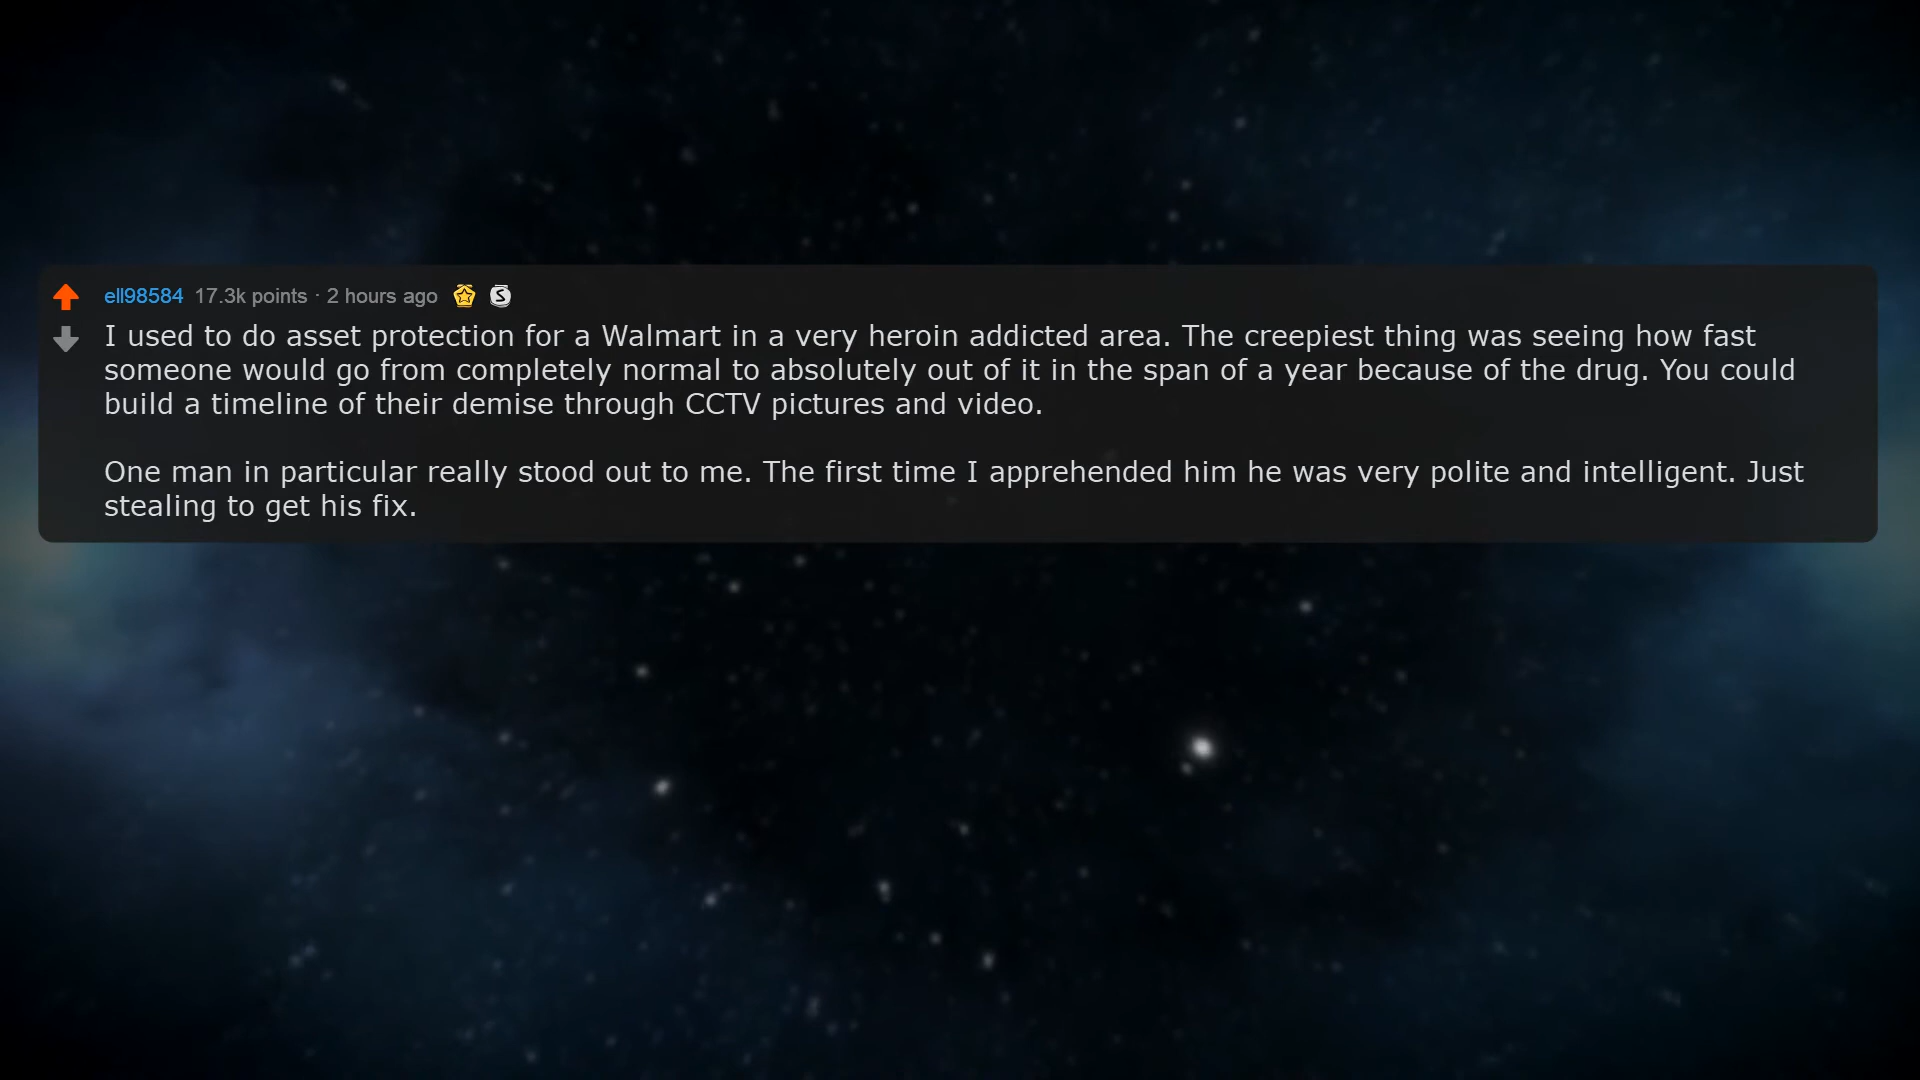 ell98584 17.3k points · 2 hours ago
I used to do asset protection for a Walmart in a very heroin addicted area. The creepiest thing was seeing how fast
someone would go from completely normal to absolutely out of it in the span of a year because of the drug. You could
build a timeline of their demise through CCTV pictures and video.
One man in particular really stood out to me. The first time I apprehended him he was very polite and intelligent. Just
stealing to get his fix.